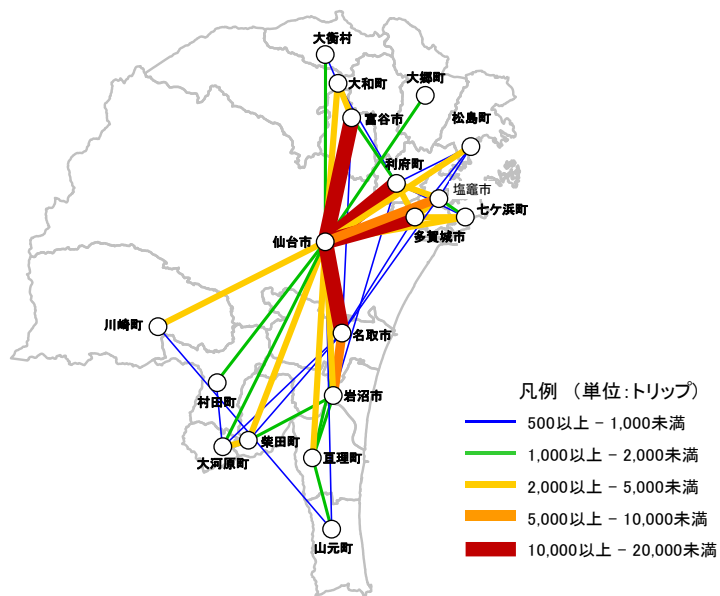 大衡村
大和町
大郷町
富谷市
松島町
利府町
塩竈市
七ケ浜町
多賀城市
仙台市
川崎町
名取市
村田町
岩沼市
柴田町
大河原町
亘理町
山元町
凡例 (単位:トリップ)
500以上 − 1,000未満
1,000以上 − 2,000未満
2,000以上 − 5,000未満
5,000以上 − 10,000未満
10,000以上 − 20,000未満